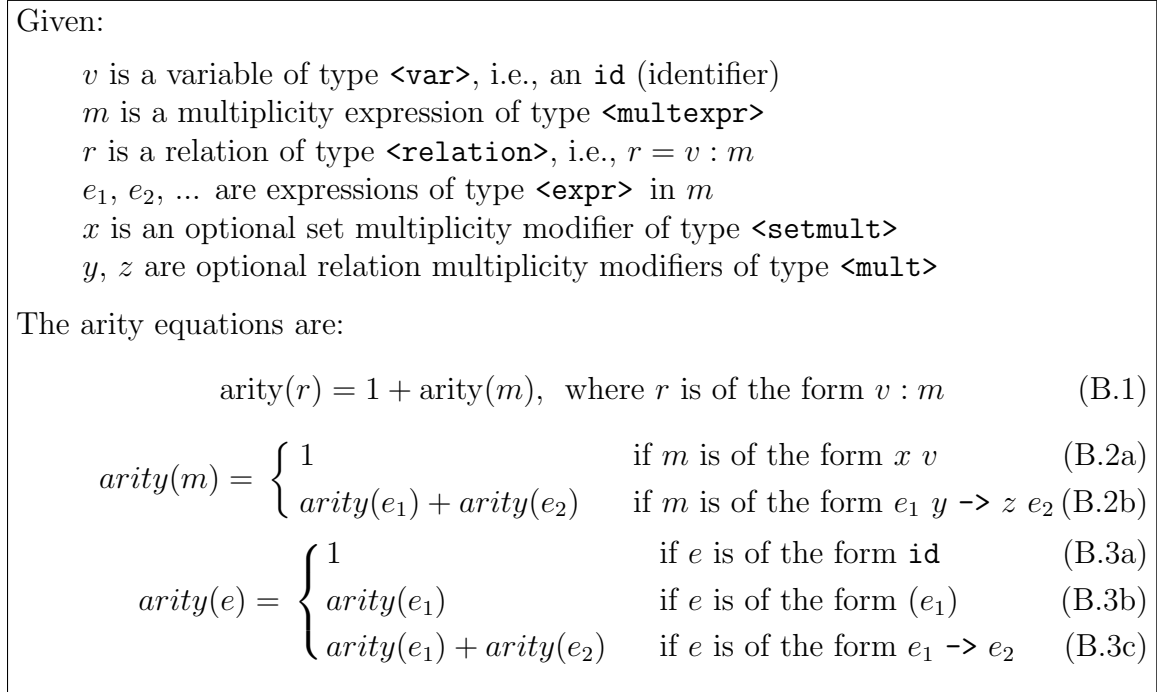 Given:
v is a variable of type <var>, i.e., an id (identifier)
m is a multiplicity expression of type <multexpr>
r is a relation of type <relation>, i.e., r = v : m
e₁, e₂, ... are expressions of type <expr> in m
x is an optional set multiplicity modifier of type <setmult>
y, z are optional relation multiplicity modifiers of type <mult>
The arity equations are:
arity(r) = 1 + arity(m), where r is of the form v : m (B.1)
arity(m) = { 1 if m is of the form x v (B.2a)
arity(e₁) + arity(e₂) if m is of the form e₁ y -> z e₂ (B.2b)
arity(e) = { 1 if e is of the form id (B.3a)
arity(e₁) if e is of the form (e₁) (B.3b)
arity(e₁) + arity(e₂) if e is of the form e₁ -> e₂ (B.3c)